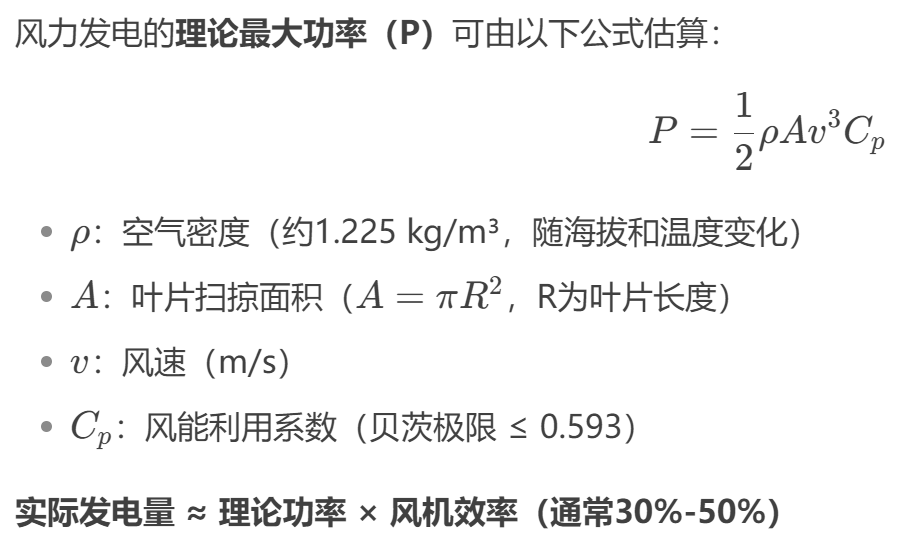 风力发电的理论最大功率（P）可由以下公式估算：
P = \frac{1}{2} ρAv³C_p
• ρ：空气密度（约1.225 kg/m³，随海拔和温度变化）
• A：叶片扫掠面积（A = πR²，R为叶片长度）
• v：风速（m/s）
• C_p：风能利用系数（贝茨极限 ≤ 0.593）
实际发电量 ≈ 理论功率 × 风机效率（通常30%-50%）